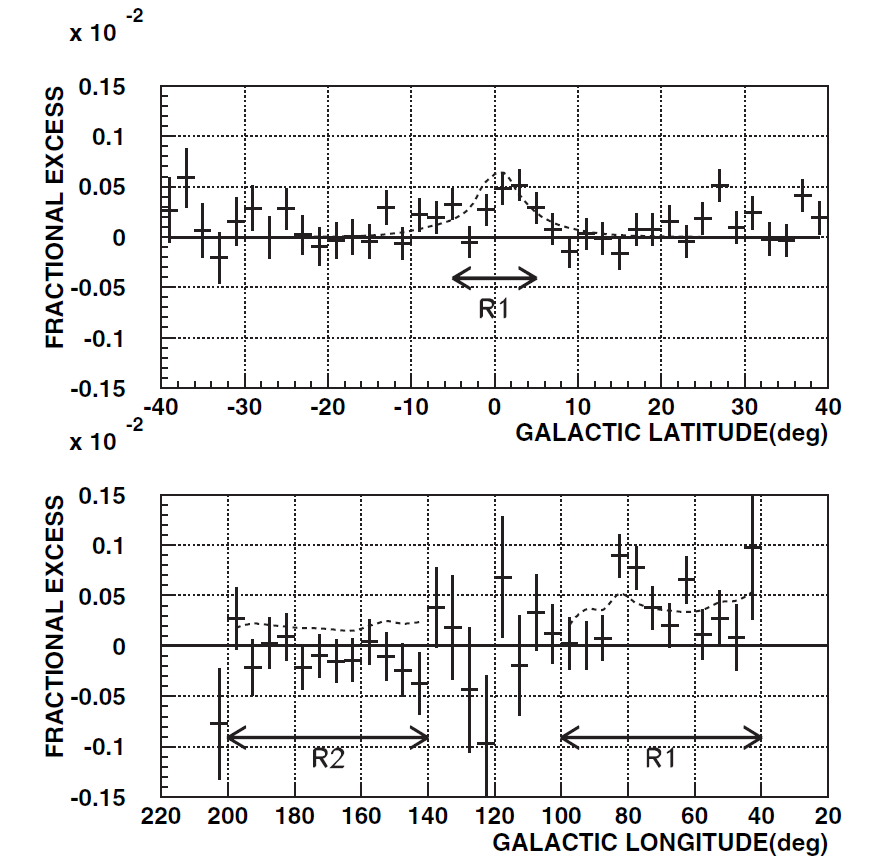 x 10 -2
FRACTIONAL EXCESS
0.15
0.1
0.05
0
-0.05
-0.1
-0.15
R1
-40 -30 -20 -10 0 10 20 30 40
GALACTIC LATITUDE(deg)
x 10 -2
FRACTIONAL EXCESS
0.15
0.1
0.05
0
-0.05
-0.1
-0.15
R2 R1
220 200 180 160 140 120 100 80 60 40 20
GALACTIC LONGITUDE(deg)